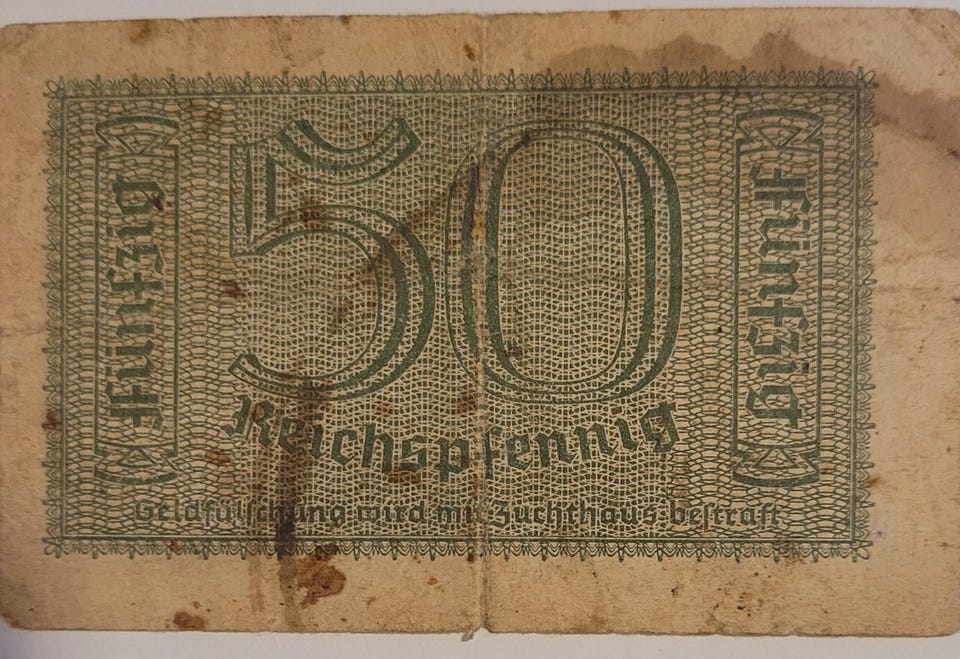 Fünfzig
50
Fünfzig
Reichspfennig
Geldfälschung wird mit Zuchthaus bestraft